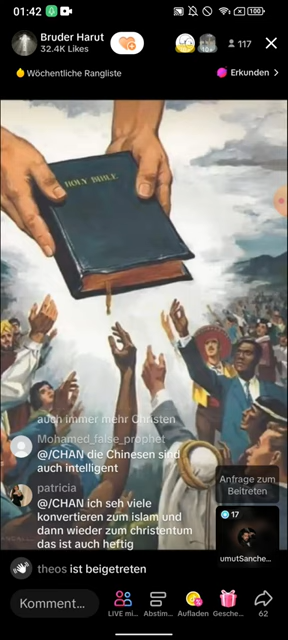 01:42
100
Bruder Harut
32.4K Likes
117
Wöchentliche Rangliste
Erkunden >
HOLY BIBLE
auch immer mehr Christen
Mohamed_false_prophet
@/CHAN die Chinesen sind
auch intelligent
patricia
@/CHAN ich seh viele
konvertieren zum islam und
dann wieder zum christentum
das ist auch heftig
Anfrage zum
Beitreten
17
umutSanche...
theos ist beigetreten
Komment...
LIVE mi...
Abstim...
Aufladen
Gesche...
62